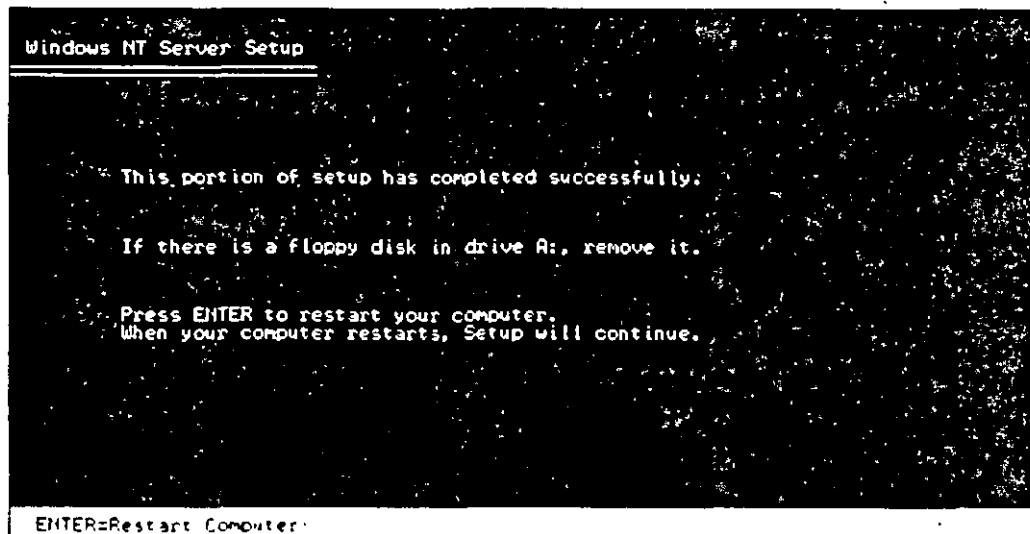 Windows NT Server Setup
This portion of setup has completed successfully.
If there is a floppy disk in drive A:, remove it.
Press ENTER to restart your computer.
When your computer restarts, Setup will continue.
ENTER=Restart Computer